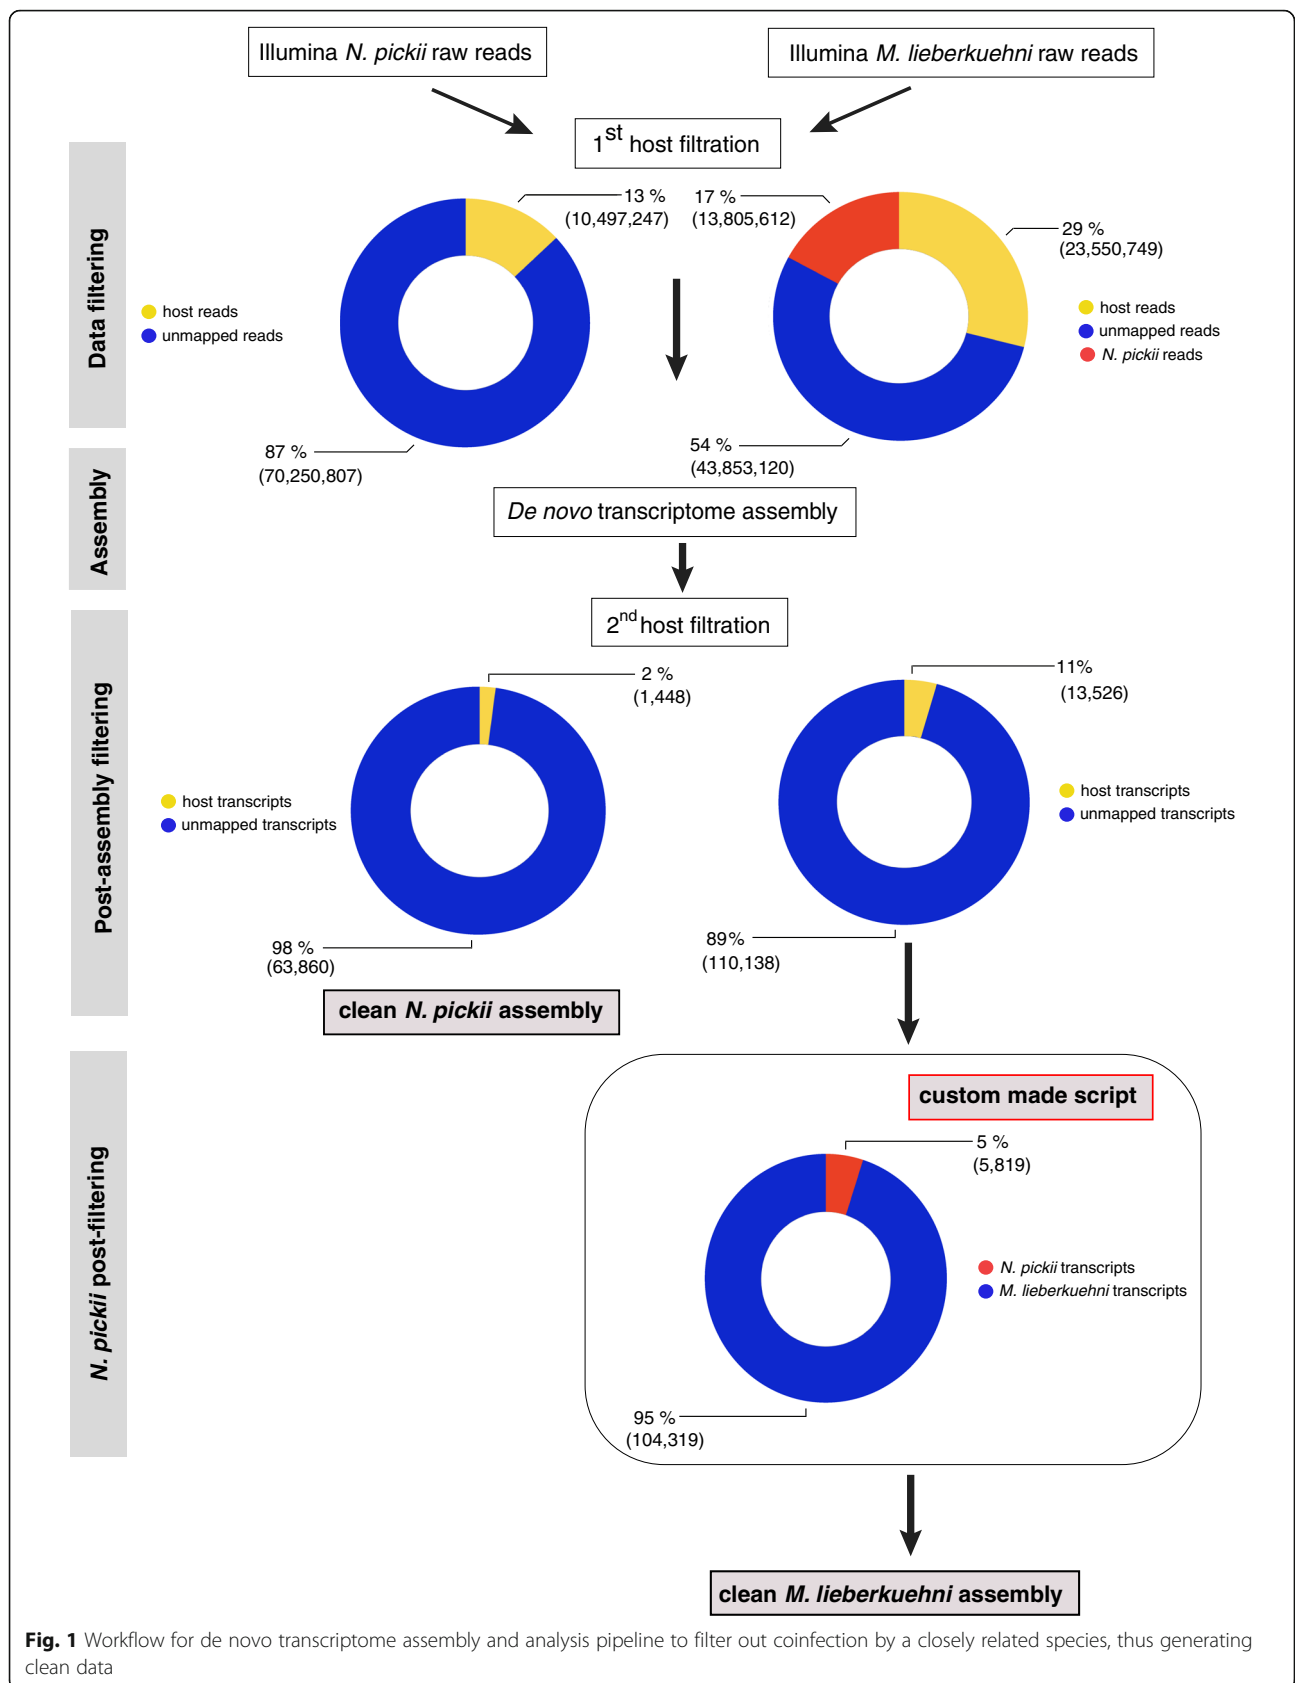 Illumina N. pickii raw reads
Illumina M. lieberkuehni raw reads
1st host filtration
Data filtering
13 %
(10,497,247)
17 %
(13,805,612)
29 %
(23,550,749)
host reads
unmapped reads
host reads
unmapped reads
N. pickii reads
87 %
(70,250,807)
54 %
(43,853,120)
Assembly
De novo transcriptome assembly
2nd host filtration
Post-assembly filtering
2 %
(1,448)
11%
(13,526)
host transcripts
unmapped transcripts
host transcripts
unmapped transcripts
98 %
(63,860)
89%
(110,138)
clean N. pickii assembly
N. pickii post-filtering
custom made script
5 %
(5,819)
N. pickii transcripts
M. lieberkuehni transcripts
95 %
(104,319)
clean M. lieberkuehni assembly
Fig. 1 Workflow for de novo transcriptome assembly and analysis pipeline to filter out coinfection by a closely related species, thus generating
clean data